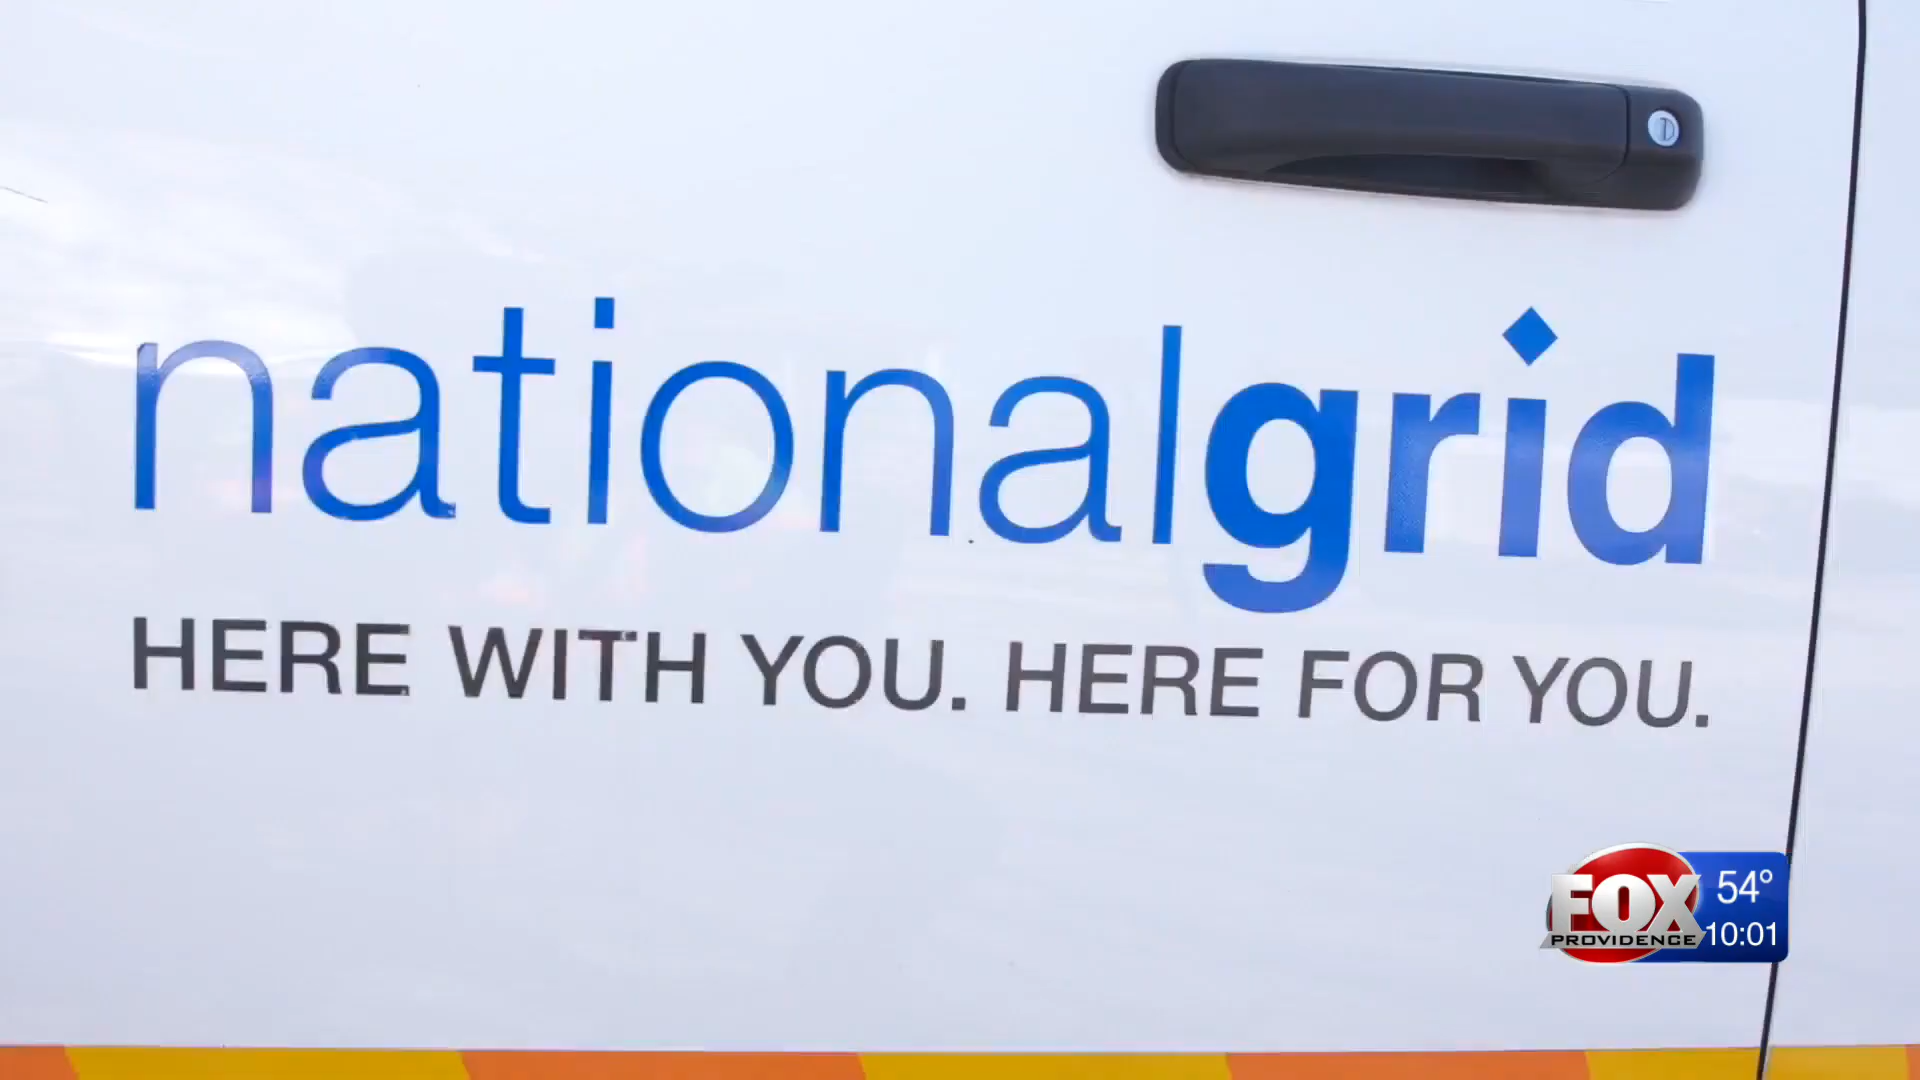 nationalgrid
HERE WITH YOU. HERE FOR YOU.
FOX 54°
PROVIDENCE 10:01